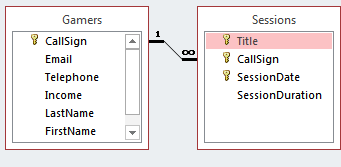 Gamers
CallSign
Email
Telephone
Income
LastName
FirstName
1
∞
Sessions
Title
CallSign
SessionDate
SessionDuration